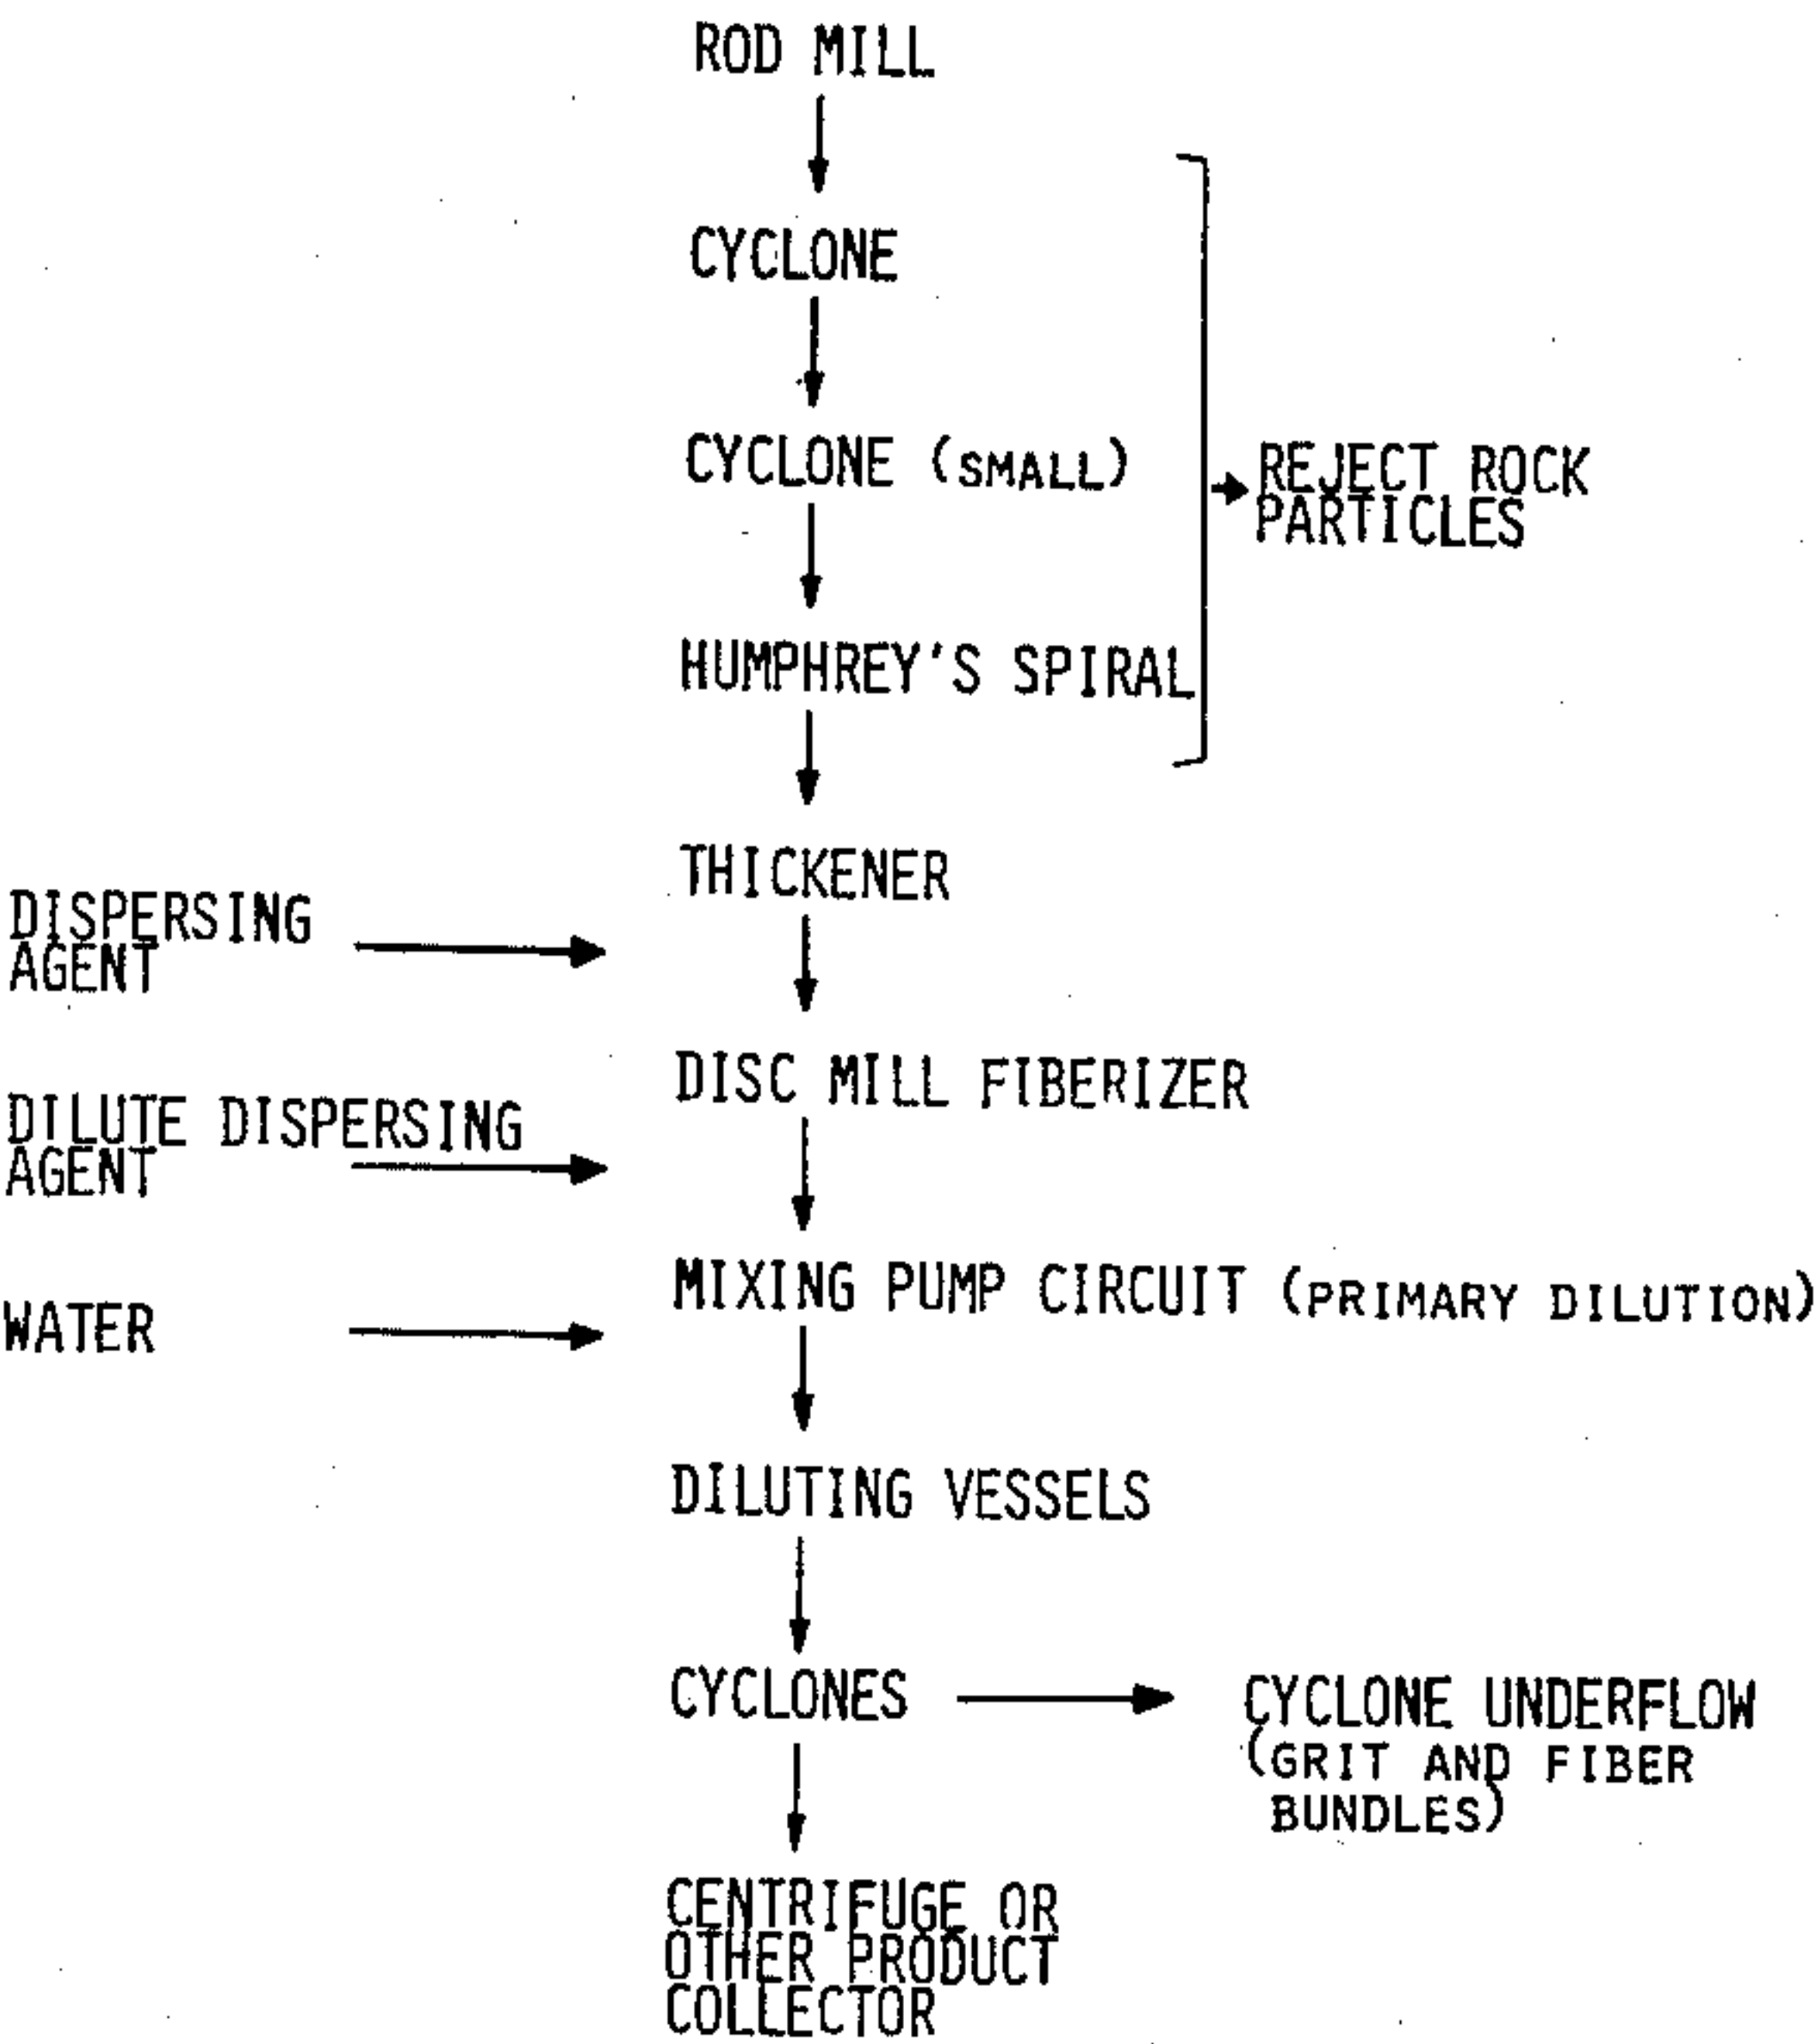 ROD MILL
CYCLONE
CYCLONE (SMALL)
REJECT ROCK
PARTICLES
HUMPHREY'S SPIRAL
THICKENER
DISPERSING
AGENT
DISC MILL FIBERIZER
DILUTE DISPERSING
AGENT
MIXING PUMP CIRCUIT (PRIMARY DILUTION)
WATER
DILUTING VESSELS
CYCLONES
CYCLONE UNDERFLOW
(GRIT AND FIBER
BUNDLES)
CENTRIFUGE OR
OTHER PRODUCT
COLLECTOR